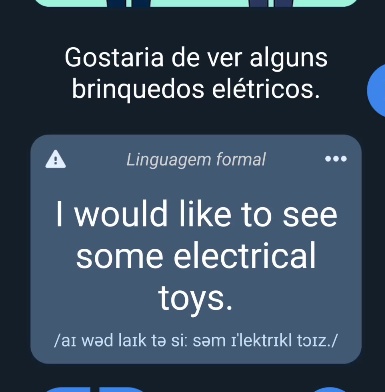 Gostaria de ver alguns
brinquedos elétricos.
Linguagem formal
I would like to see
some electrical
toys.
/aɪ wəd laɪk tə siː səm ɪˈlektrɪkl tɔɪz./